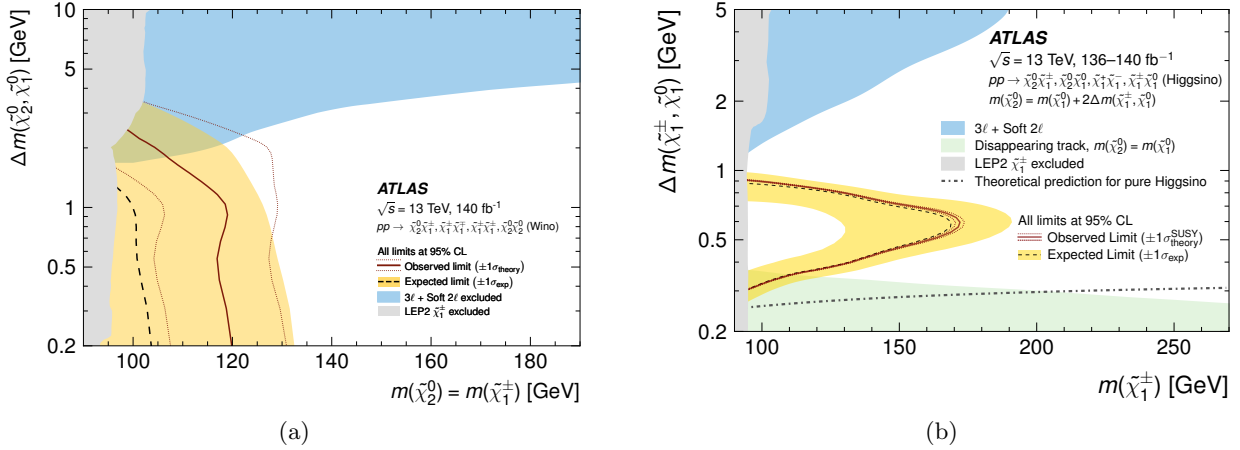 10
5
2
1
0.5
0.2
Δm(χ̃₂⁰, χ̃₁⁰) [GeV]
ATLAS
√s = 13 TeV, 140 fb⁻¹
pp → χ̃₂⁰χ̃₁±, χ̃₁±χ̃₁∓, χ̃₁±χ̃₁±, χ̃₂⁰χ̃₂⁰ (Wino)
All limits at 95% CL
Observed limit (±1σtheory)
Expected limit (±1σexp)
3ℓ + Soft 2ℓ excluded
LEP2 χ̃₁± excluded
100 120 140 160 180
m(χ̃₂⁰) = m(χ̃₁±) [GeV]
(a)
5
2
1
0.5
0.2
Δm(χ̃₁±, χ̃₁⁰) [GeV]
ATLAS
√s = 13 TeV, 136–140 fb⁻¹
pp → χ̃₂⁰χ̃₁±, χ̃₂⁰χ̃₁⁰, χ̃₁⁺χ̃₁⁻, χ̃₁±χ̃₁⁰ (Higgsino)
m(χ̃₂⁰) = m(χ̃₁⁰) + 2Δm(χ̃₁±, χ̃₁⁰)
3ℓ + Soft 2ℓ
Disappearing track, m(χ̃₂⁰) = m(χ̃₁⁰)
LEP2 χ̃₁± excluded
Theoretical prediction for pure Higgsino
All limits at 95% CL
Observed Limit (±1σ^SUSY_theory)
Expected Limit (±1σexp)
100 150 200 250
m(χ̃₁±) [GeV]
(b)